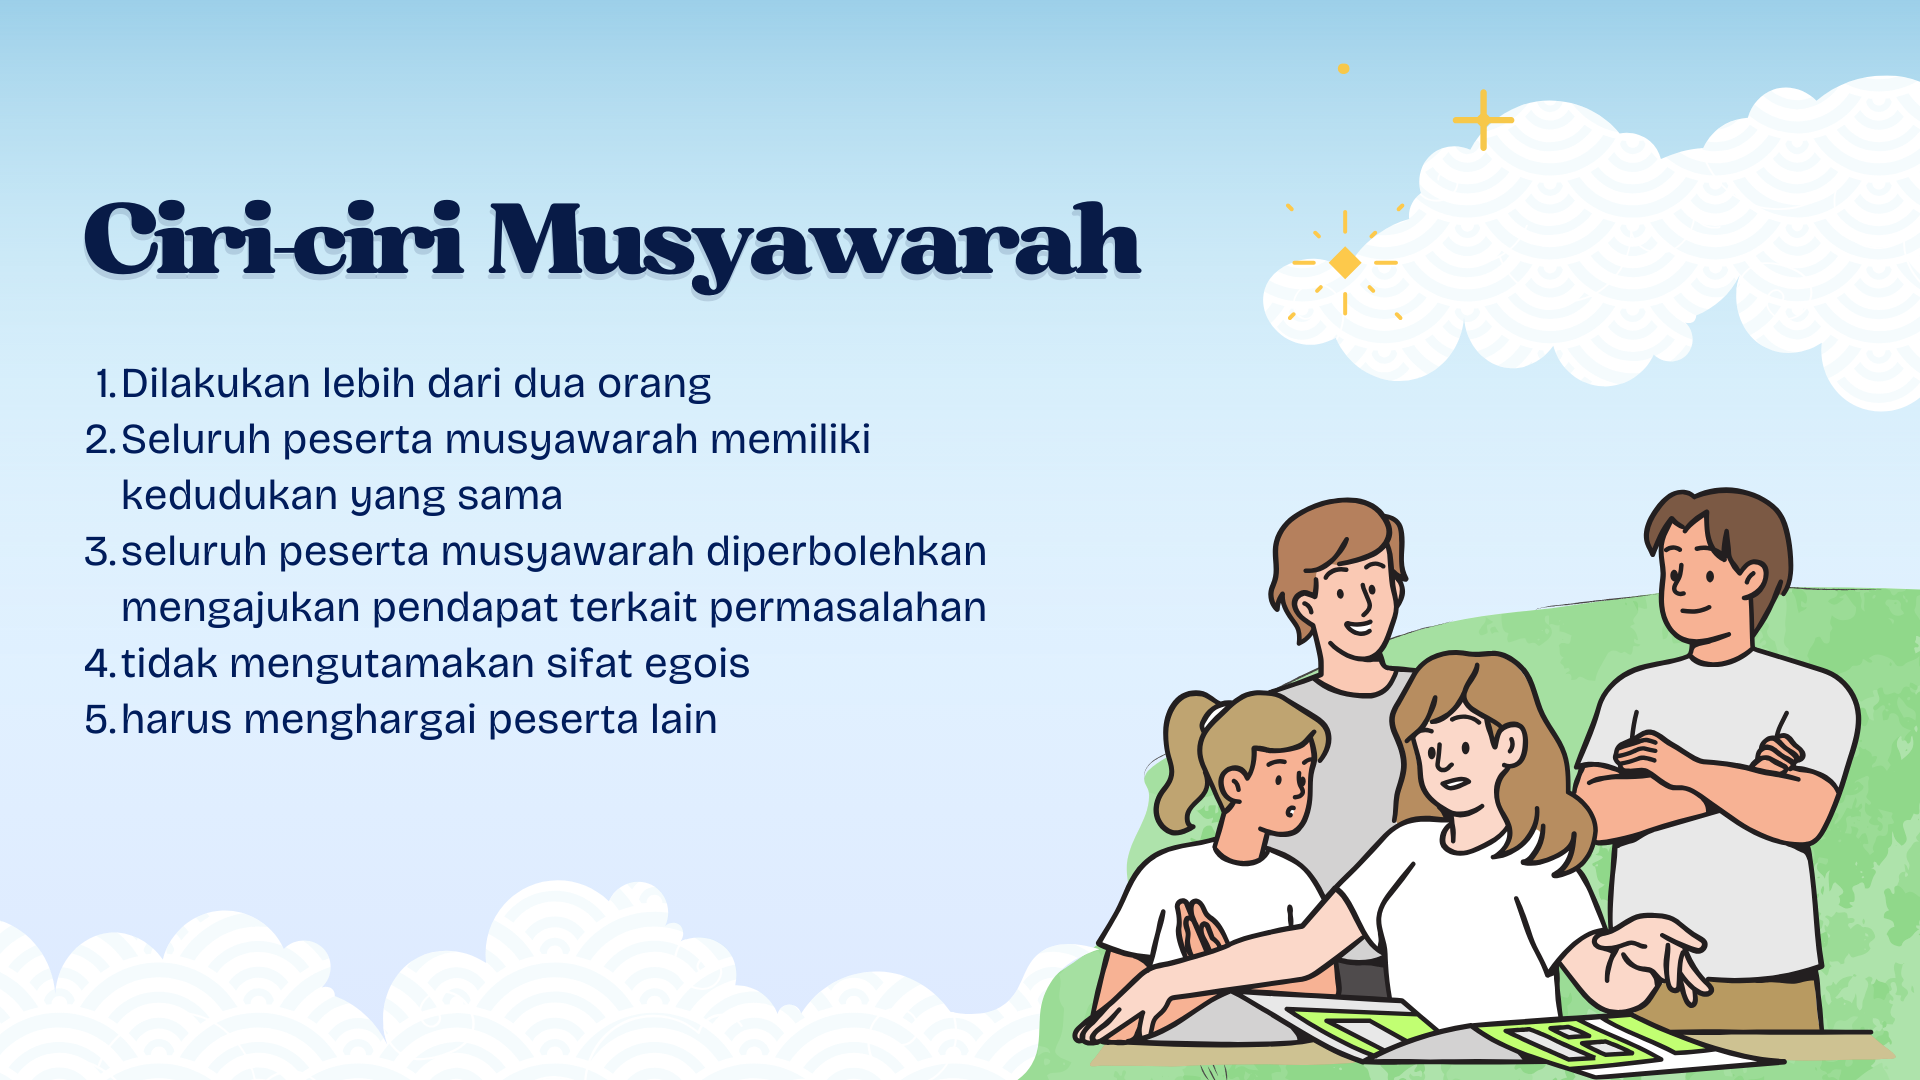 Ciri-ciri Musyawarah
1. Dilakukan lebih dari dua orang
2. Seluruh peserta musyawarah memiliki
kedudukan yang sama
3. seluruh peserta musyawarah diperbolehkan
mengajukan pendapat terkait permasalahan
4. tidak mengutamakan sifat egois
5. harus menghargai peserta lain